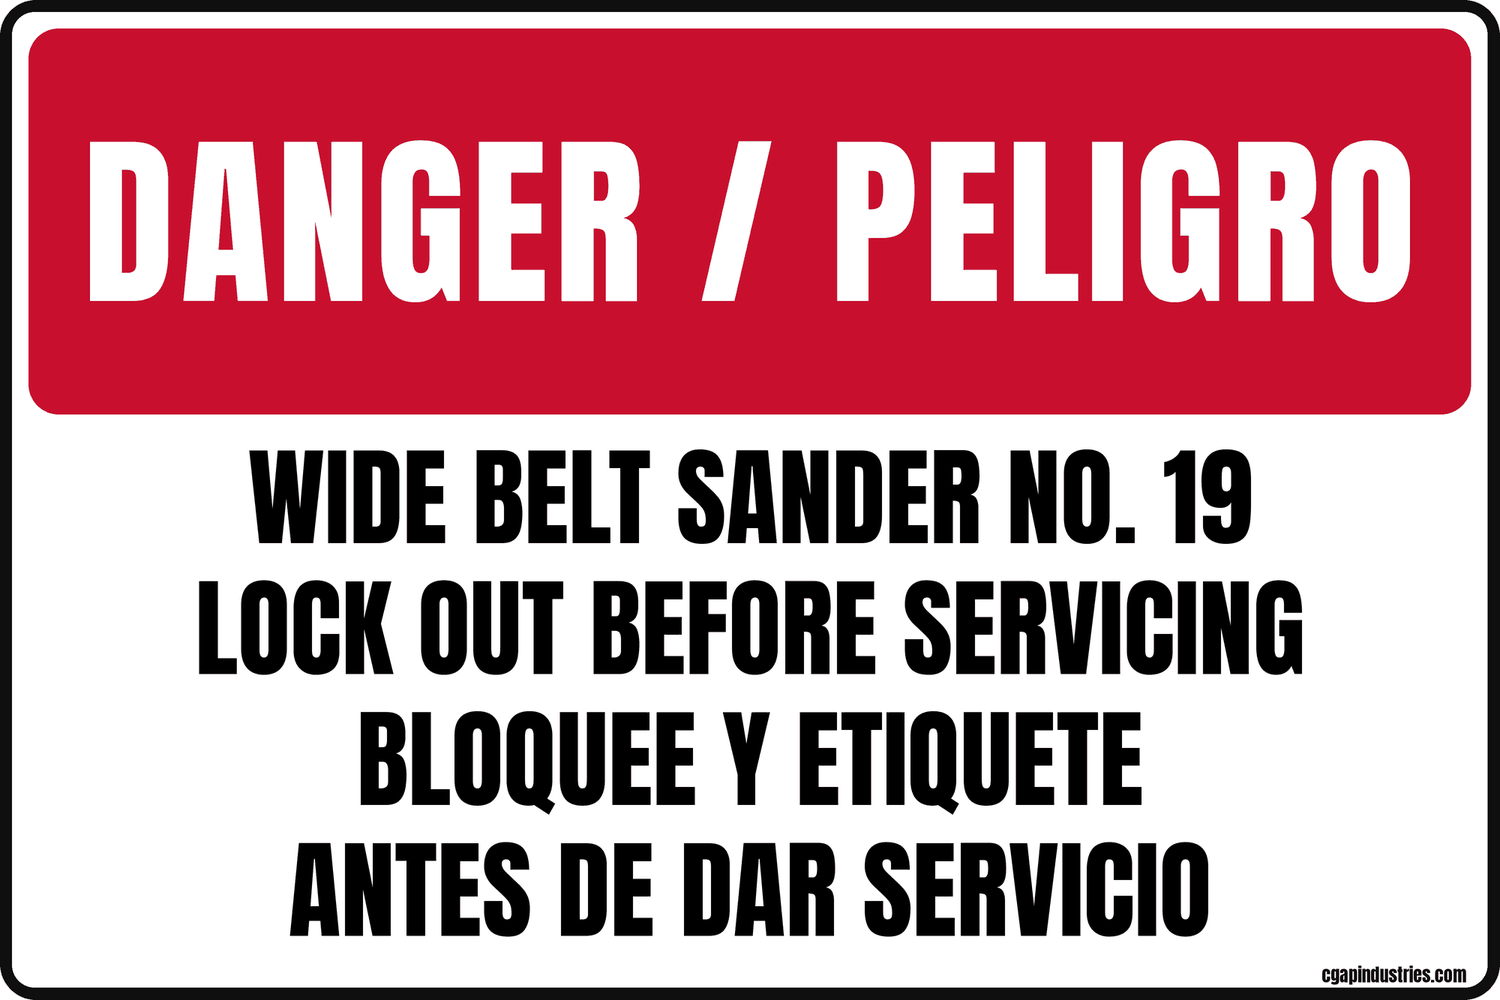 DANGER / PELIGRO
WIDE BELT SANDER NO. 19
LOCK OUT BEFORE SERVICING
BLOQUEE Y ETIQUETE
ANTES DE DAR SERVICIO
cgapindustries.com